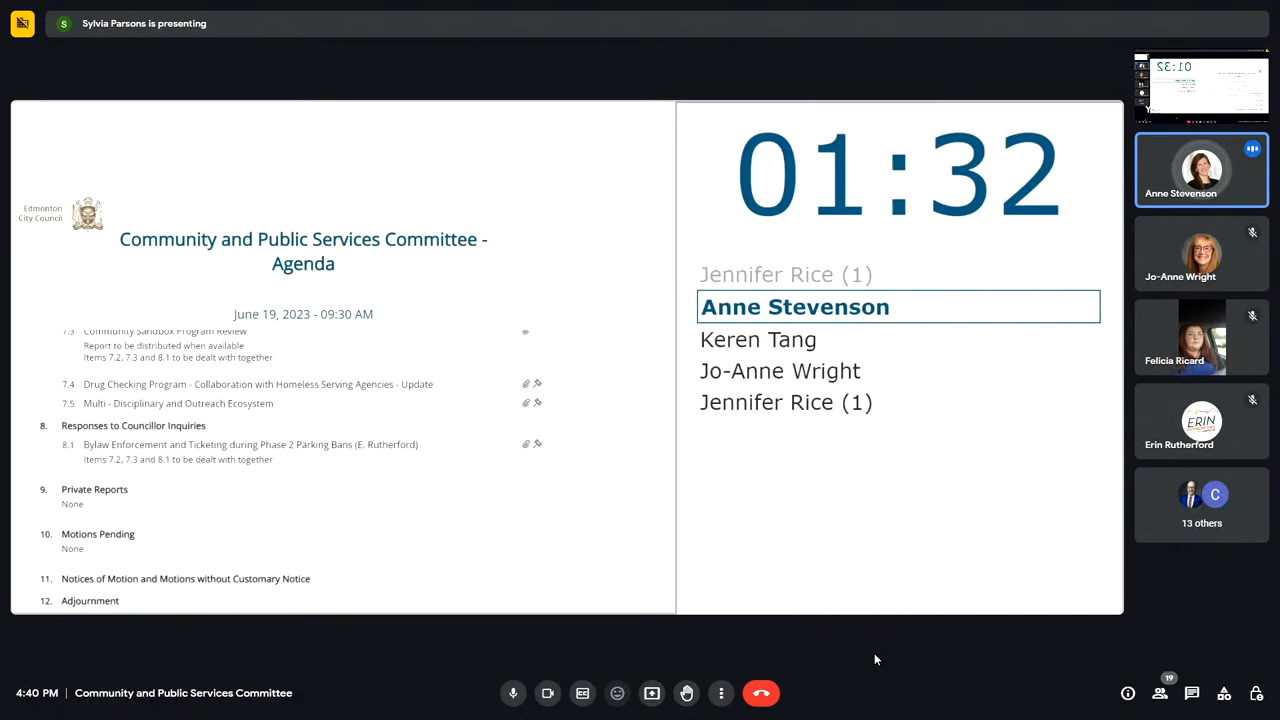 Sylvia Parsons is presenting
S
Edmonton
City Council
Community and Public Services Committee -
Agenda
June 19, 2023 - 09:30 AM
7.3 Community Sandbox Program Review
Report to be distributed when available
Items 7.2, 7.3 and 8.1 to be dealt with together
7.4 Drug Checking Program - Collaboration with Homeless Serving Agencies - Update
7.5 Multi - Disciplinary and Outreach Ecosystem
8. Responses to Councillor Inquiries
8.1 Bylaw Enforcement and Ticketing during Phase 2 Parking Bans (E. Rutherford)
Items 7.2, 7.3 and 8.1 to be dealt with together
9. Private Reports
None
10. Motions Pending
None
11. Notices of Motion and Motions without Customary Notice
12. Adjournment
01:32
Jennifer Rice (1)
Anne Stevenson
Keren Tang
Jo-Anne Wright
Jennifer Rice (1)
01:32
Anne Stevenson
Jo-Anne Wright
Felicia Ricard
ERIN
Erin Rutherford
C
13 others
4:40 PM | Community and Public Services Committee
19